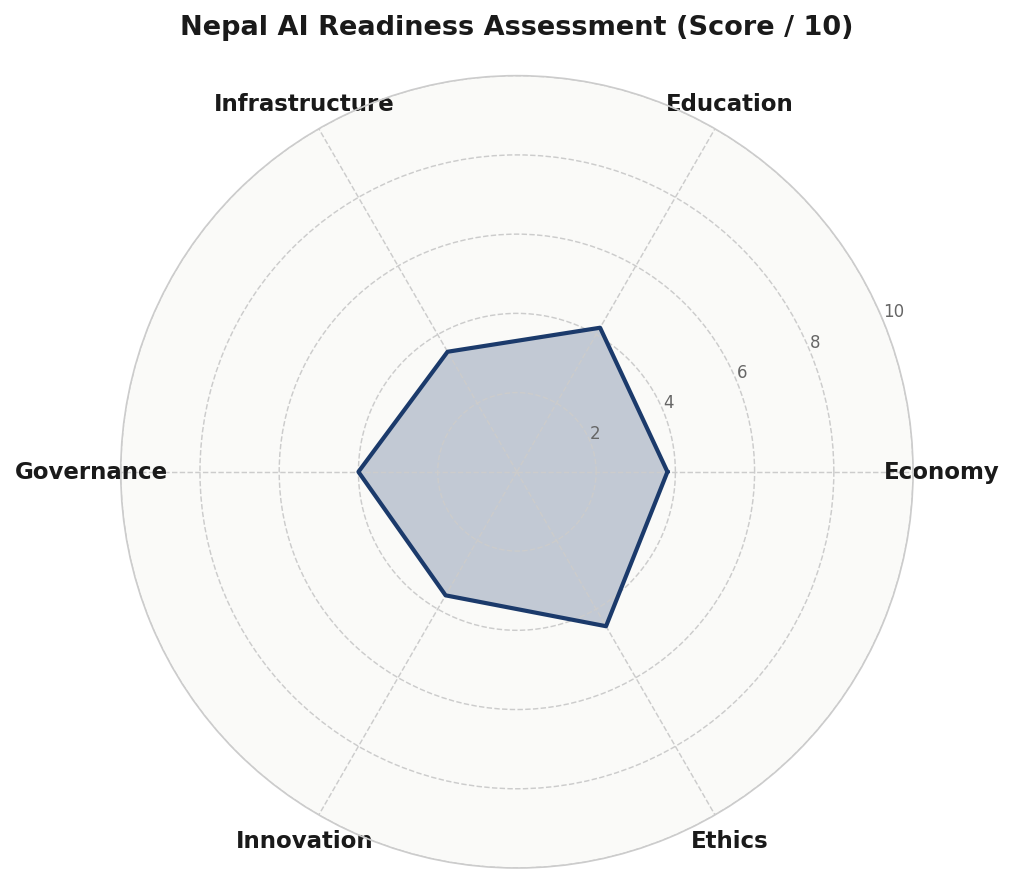 Nepal AI Readiness Assessment (Score / 10)
Infrastructure
Education
10
8
6
4
2
Governance
Economy
Innovation
Ethics